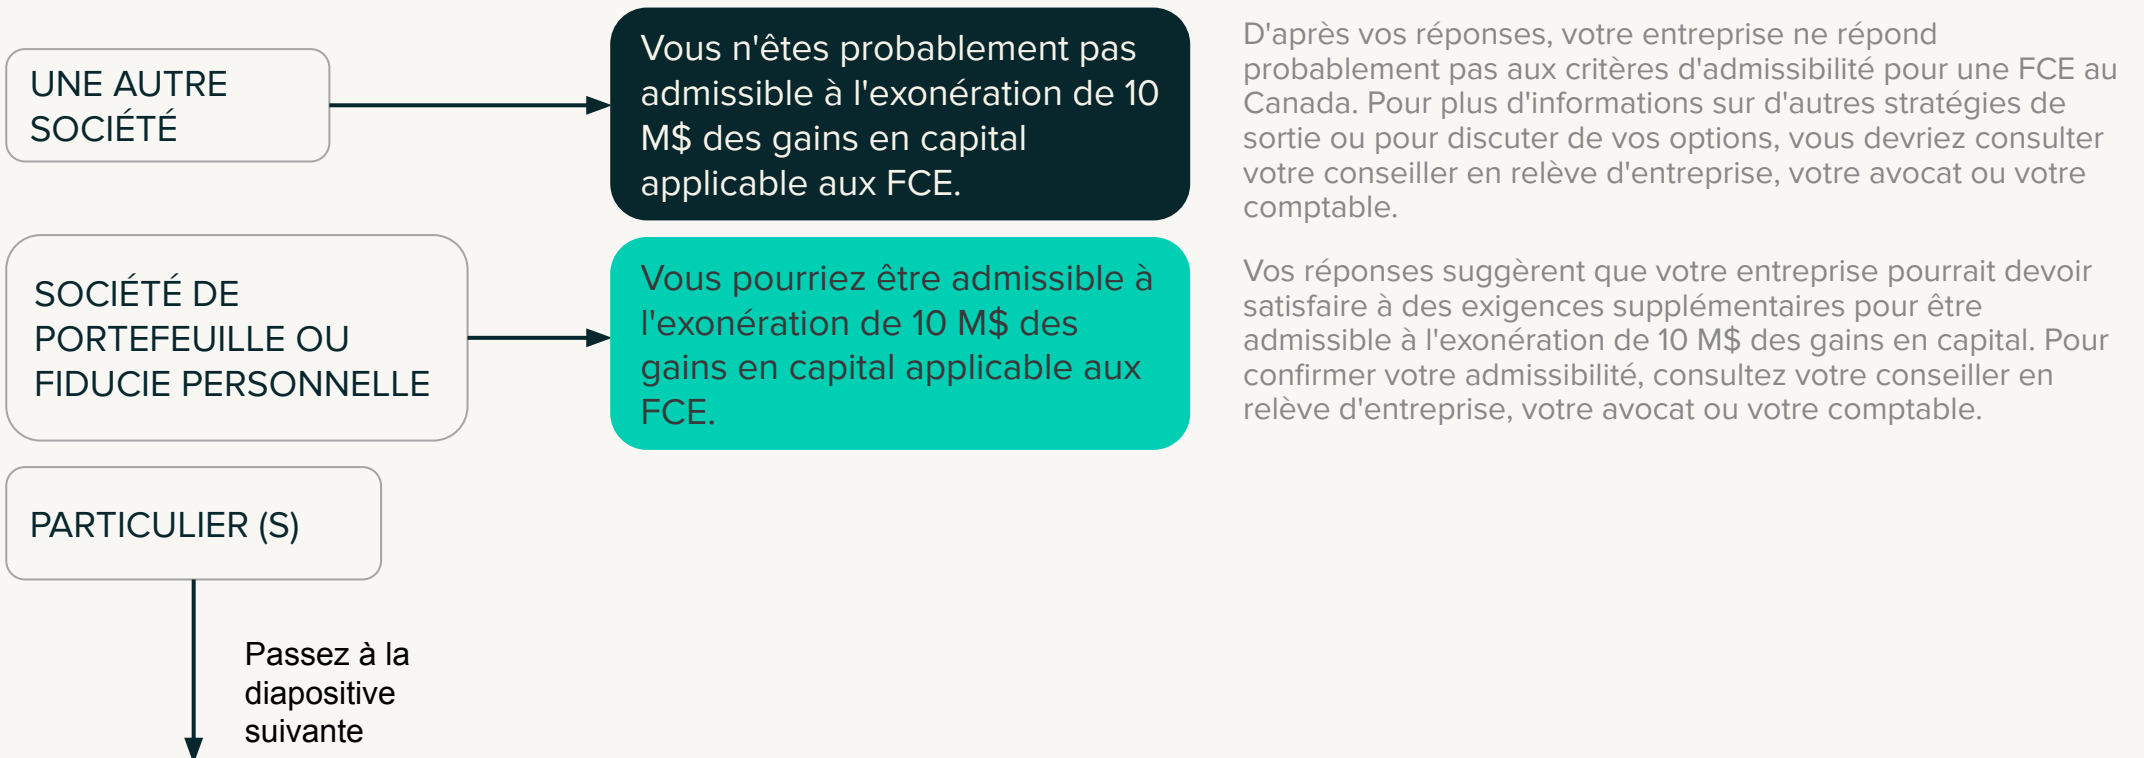 UNE AUTRE
SOCIÉTÉ
Vous n'êtes probablement pas
admissible à l'exonération de 10
M$ des gains en capital
applicable aux FCE.
D'après vos réponses, votre entreprise ne répond
probablement pas aux critères d'admissibilité pour une FCE au
Canada. Pour plus d'informations sur d'autres stratégies de
sortie ou pour discuter de vos options, vous devriez consulter
votre conseiller en relève d'entreprise, votre avocat ou votre
comptable.
SOCIÉTÉ DE
PORTEFEUILLE OU
FIDUCIE PERSONNELLE
Vous pourriez être admissible à
l'exonération de 10 M$ des
gains en capital applicable aux
FCE.
Vos réponses suggèrent que votre entreprise pourrait devoir
satisfaire à des exigences supplémentaires pour être
admissible à l'exonération de 10 M$ des gains en capital. Pour
confirmer votre admissibilité, consultez votre conseiller en
relève d'entreprise, votre avocat ou votre comptable.
PARTICULIER (S)
Passez à la
diapositive
suivante